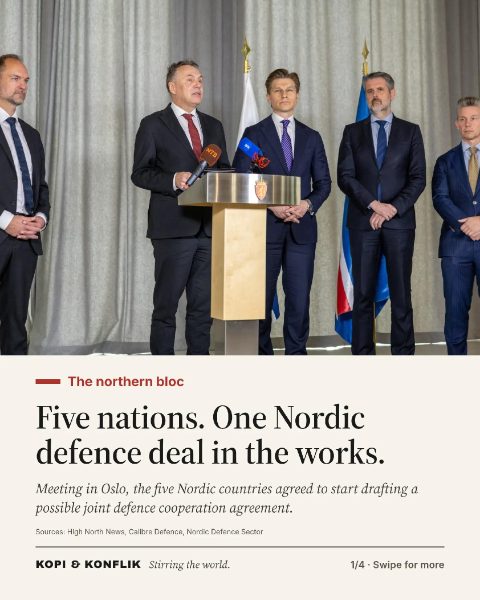 The northern bloc
Five nations. One Nordic
defence deal in the works.
Meeting in Oslo, the five Nordic countries agreed to start drafting a
possible joint defence cooperation agreement.
Sources: High North News, Calibre Defence, Nordic Defence Sector
KOPI & KONFLIK Stirring the world.
1/4 · Swipe for more